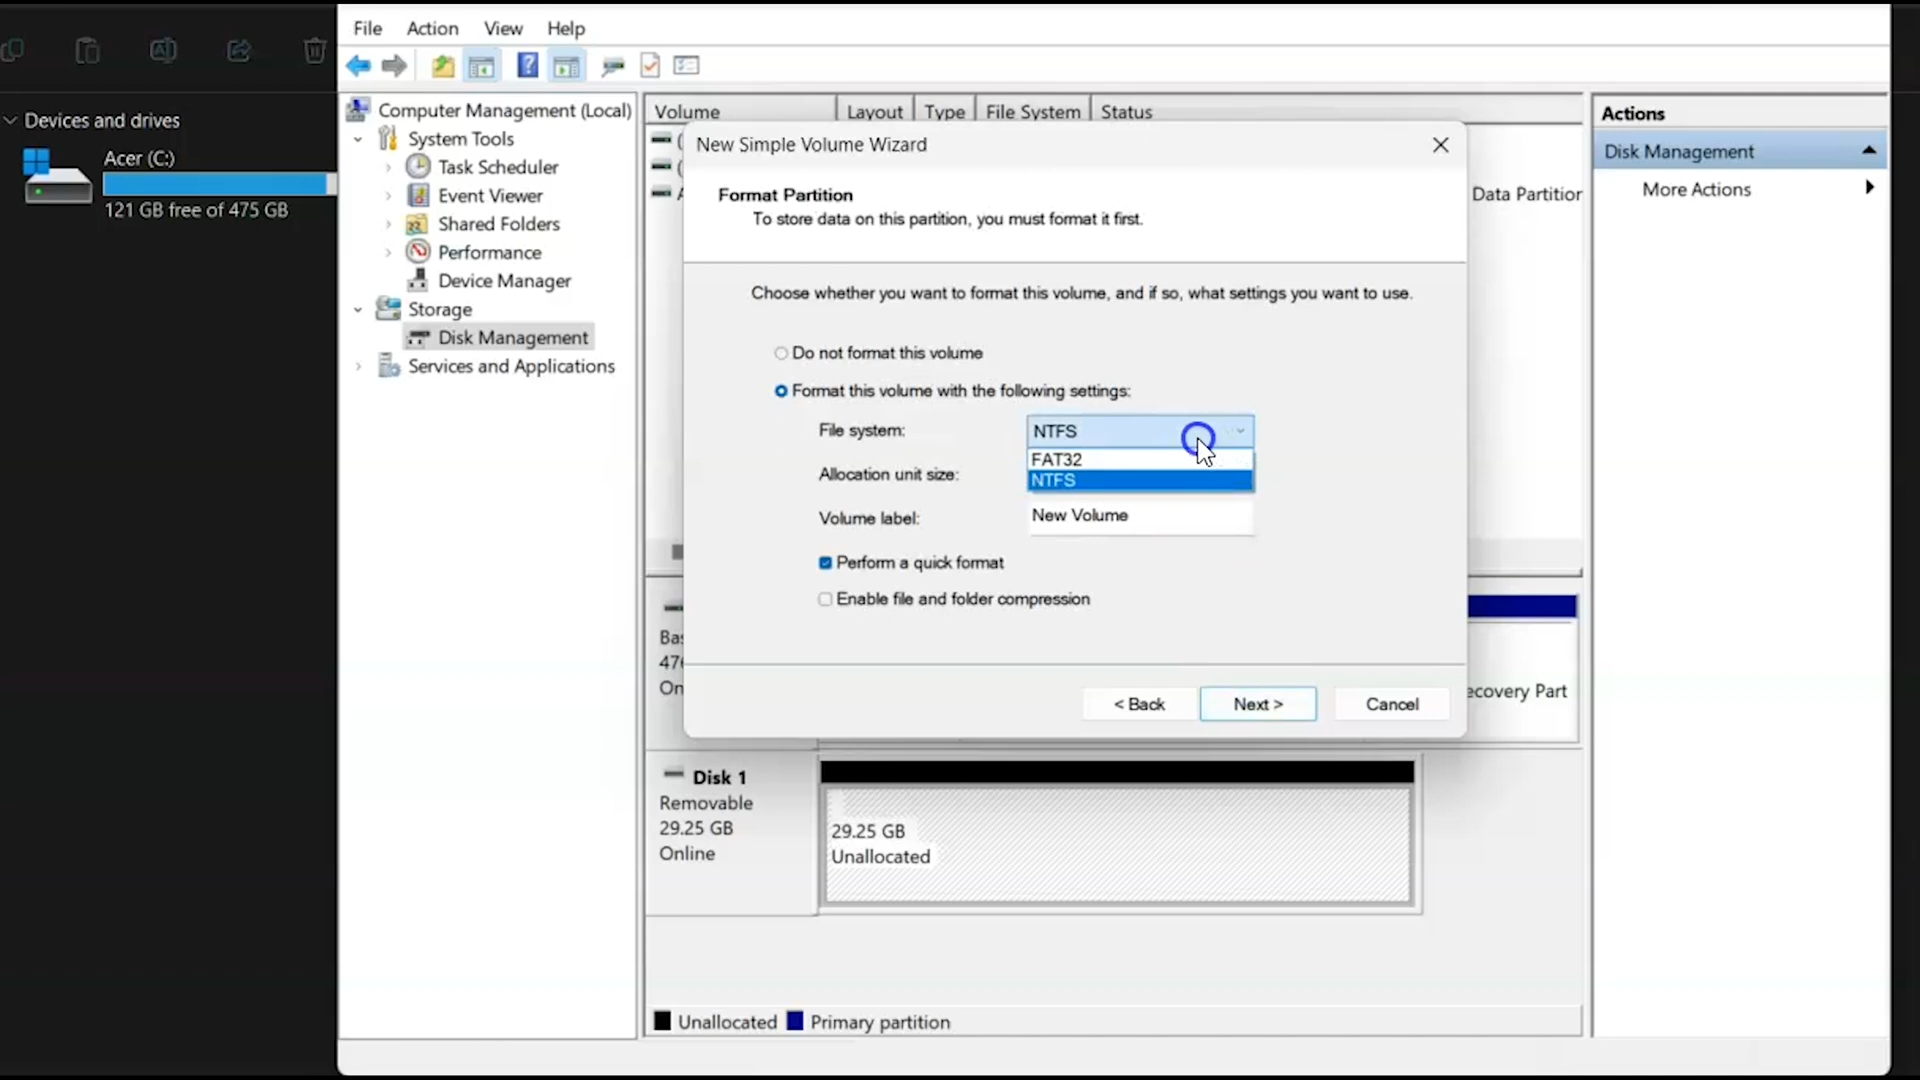 File Action View Help
Devices and drives
Acer (C:)
121 GB free of 475 GB
Computer Management (Local)
System Tools
Task Scheduler
Event Viewer
Shared Folders
Performance
Device Manager
Storage
Disk Management
Services and Applications
Volume Layout Type File System Status
Data Partition
New Simple Volume Wizard
Format Partition
To store data on this partition, you must format it first.
Choose whether you want to format this volume, and if so, what settings you want to use.
Do not format this volume
Format this volume with the following settings:
File system: NTFS
FAT32
NTFS
Allocation unit size:
Volume label: New Volume
Perform a quick format
Enable file and folder compression
< Back Next > Cancel
Bas
476
On
ecovery Part
Disk 1
Removable
29.25 GB
Online
29.25 GB
Unallocated
Unallocated Primary partition
Actions
Disk Management
More Actions